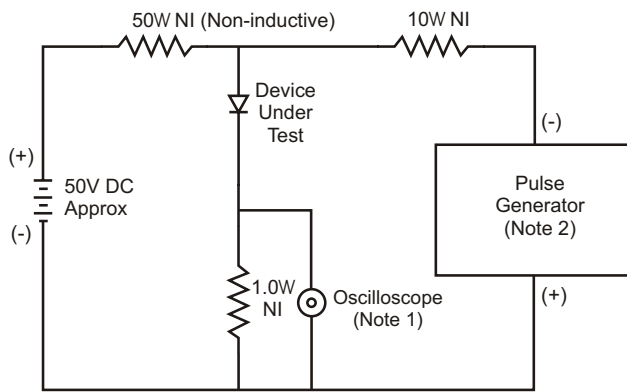 50W NI (Non-inductive)
10W NI
Device
Under
Test
(+)
50V DC
Approx
(-)
(-)
Pulse
Generator
(Note 2)
(+)
1.0W
NI
Oscilloscope
(Note 1)